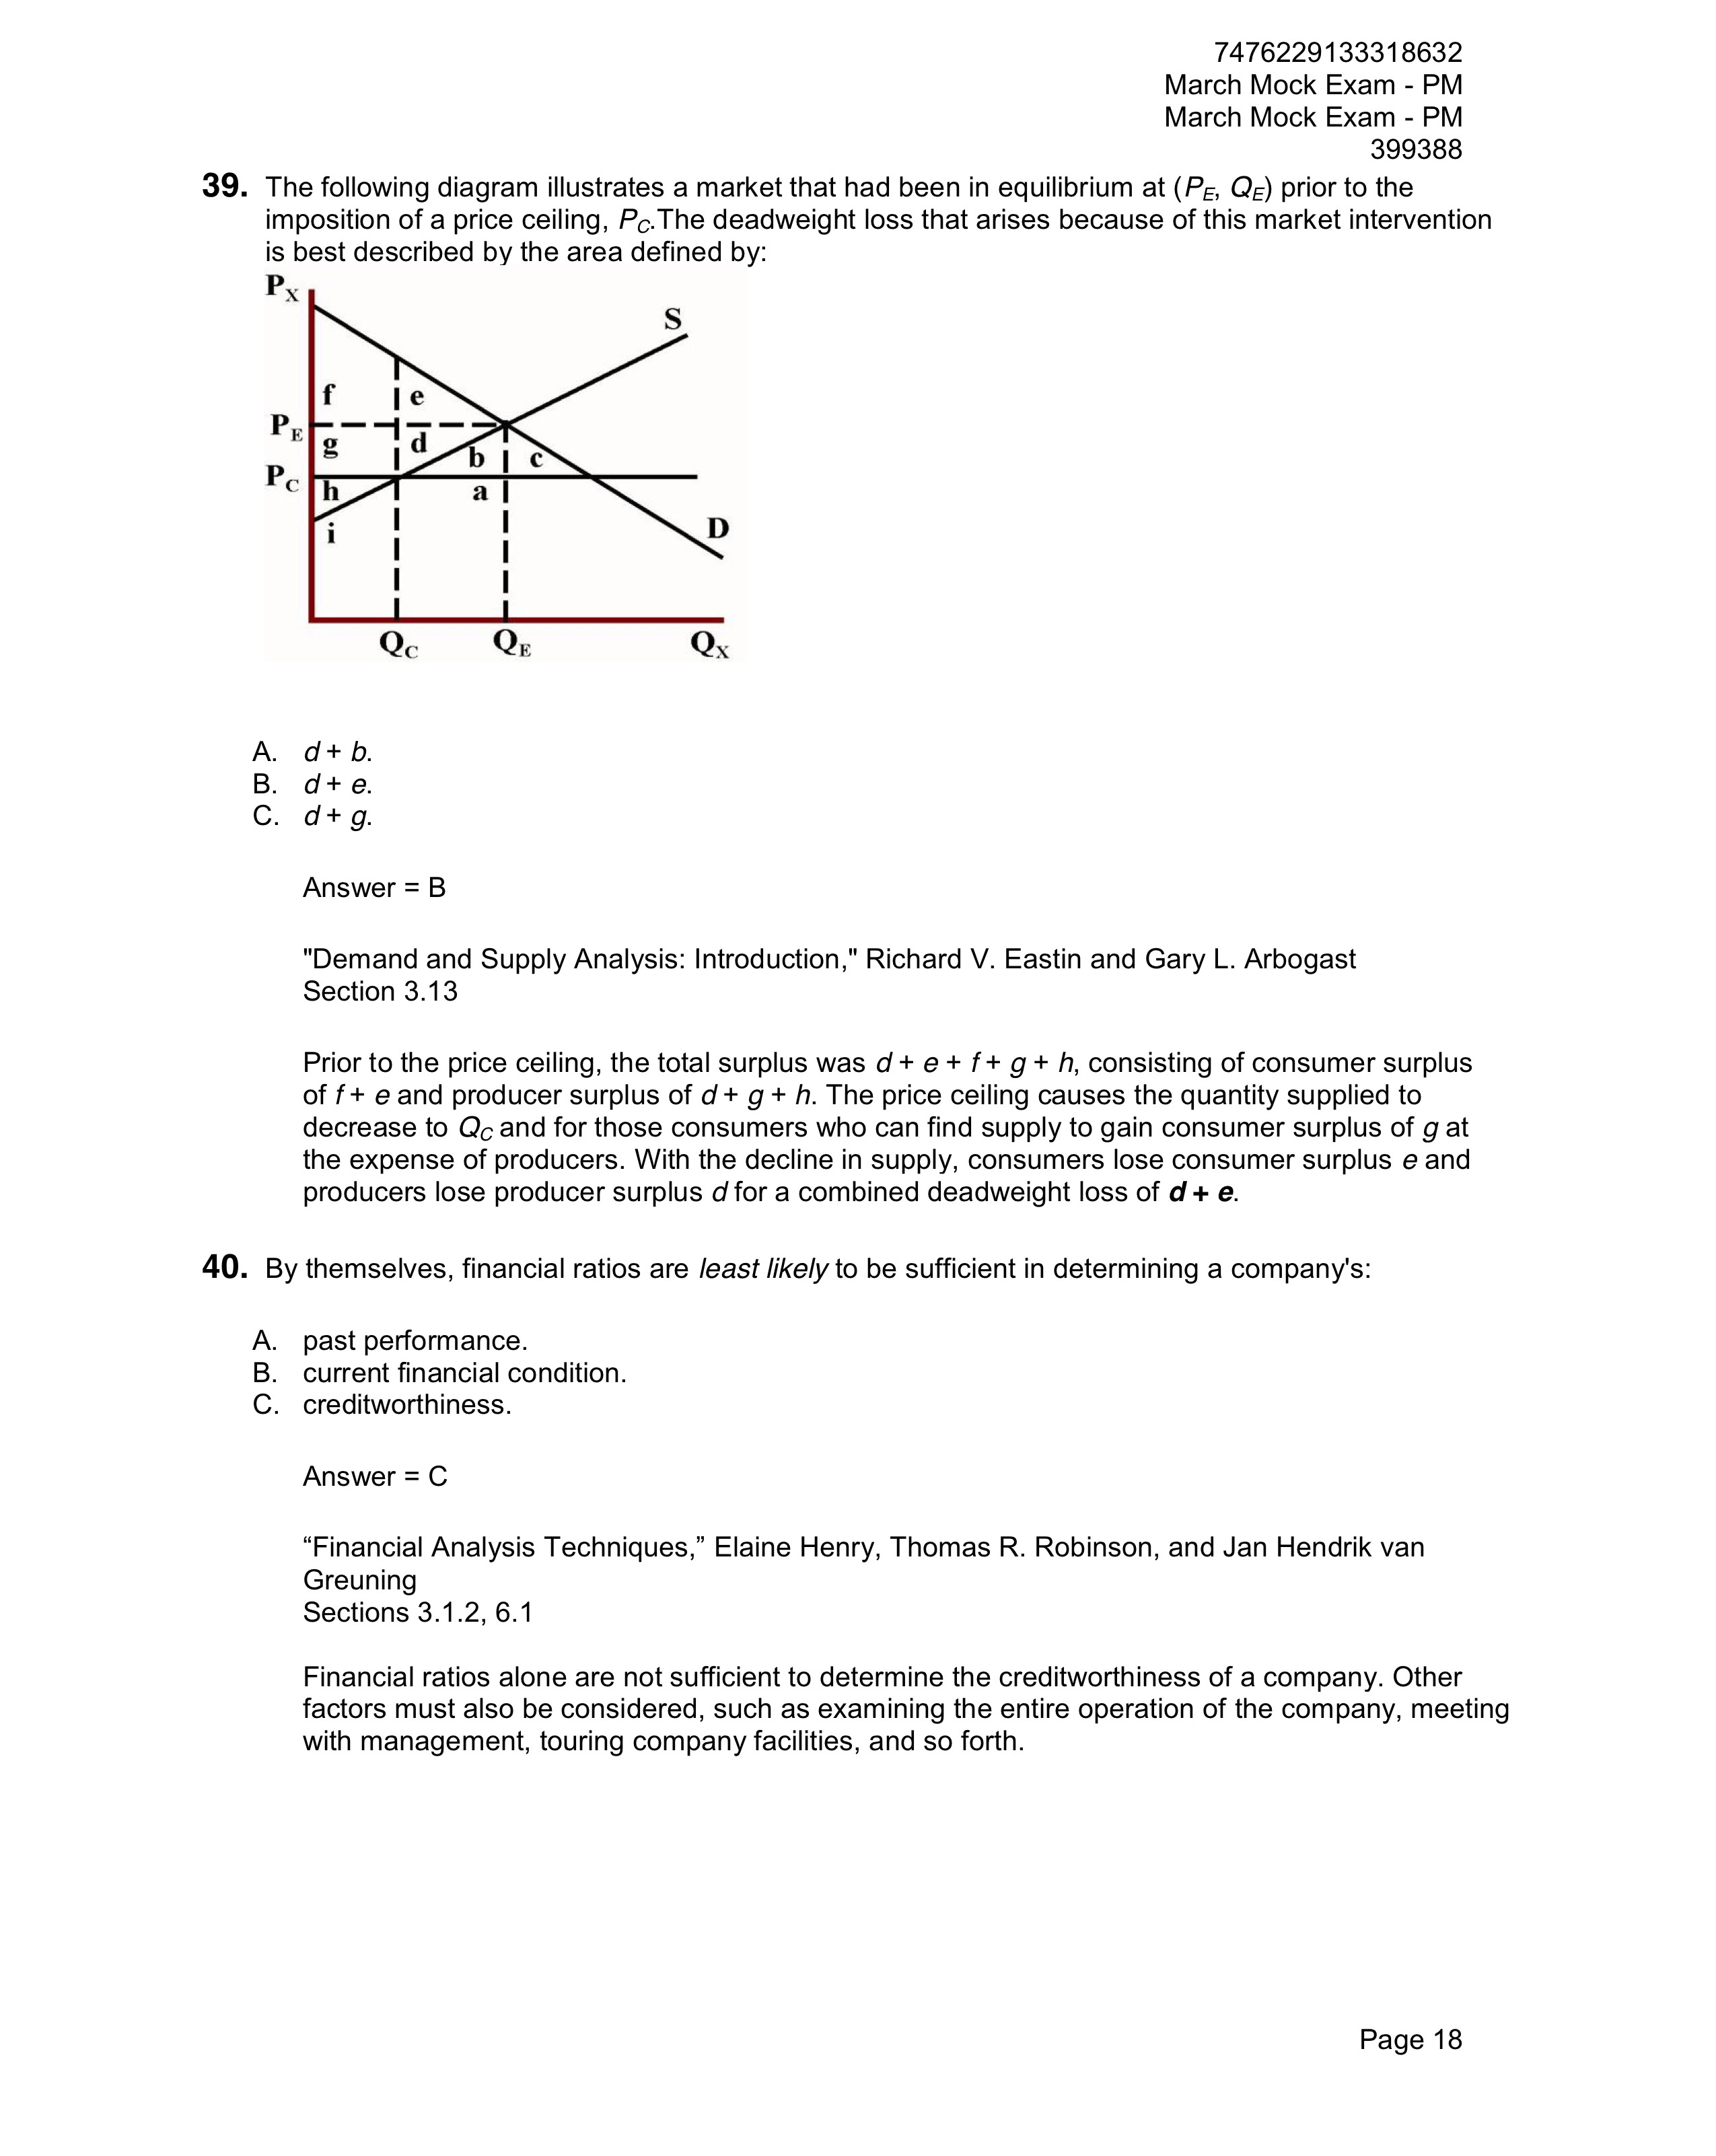 7476229133318632
March Mock Exam - PM
March Mock Exam - PM
399388
39. The following diagram illustrates a market that had been in equilibrium at (PE, QE) prior to the
imposition of a price ceiling, PC.The deadweight loss that arises because of this market intervention
is best described by the area defined by:
PX
S
f
e
PE
g
d
b
c
PC
h
a
i
D
QC
QE
QX
A. d + b.
B. d + e.
C. d + g.
Answer = B
"Demand and Supply Analysis: Introduction," Richard V. Eastin and Gary L. Arbogast
Section 3.13
Prior to the price ceiling, the total surplus was d + e + f + g + h, consisting of consumer surplus
of f + e and producer surplus of d + g + h. The price ceiling causes the quantity supplied to
decrease to QC and for those consumers who can find supply to gain consumer surplus of g at
the expense of producers. With the decline in supply, consumers lose consumer surplus e and
producers lose producer surplus d for a combined deadweight loss of d + e.
40. By themselves, financial ratios are least likely to be sufficient in determining a company's:
A. past performance.
B. current financial condition.
C. creditworthiness.
Answer = C
“Financial Analysis Techniques,” Elaine Henry, Thomas R. Robinson, and Jan Hendrik van
Greuning
Sections 3.1.2, 6.1
Financial ratios alone are not sufficient to determine the creditworthiness of a company. Other
factors must also be considered, such as examining the entire operation of the company, meeting
with management, touring company facilities, and so forth.
Page 18